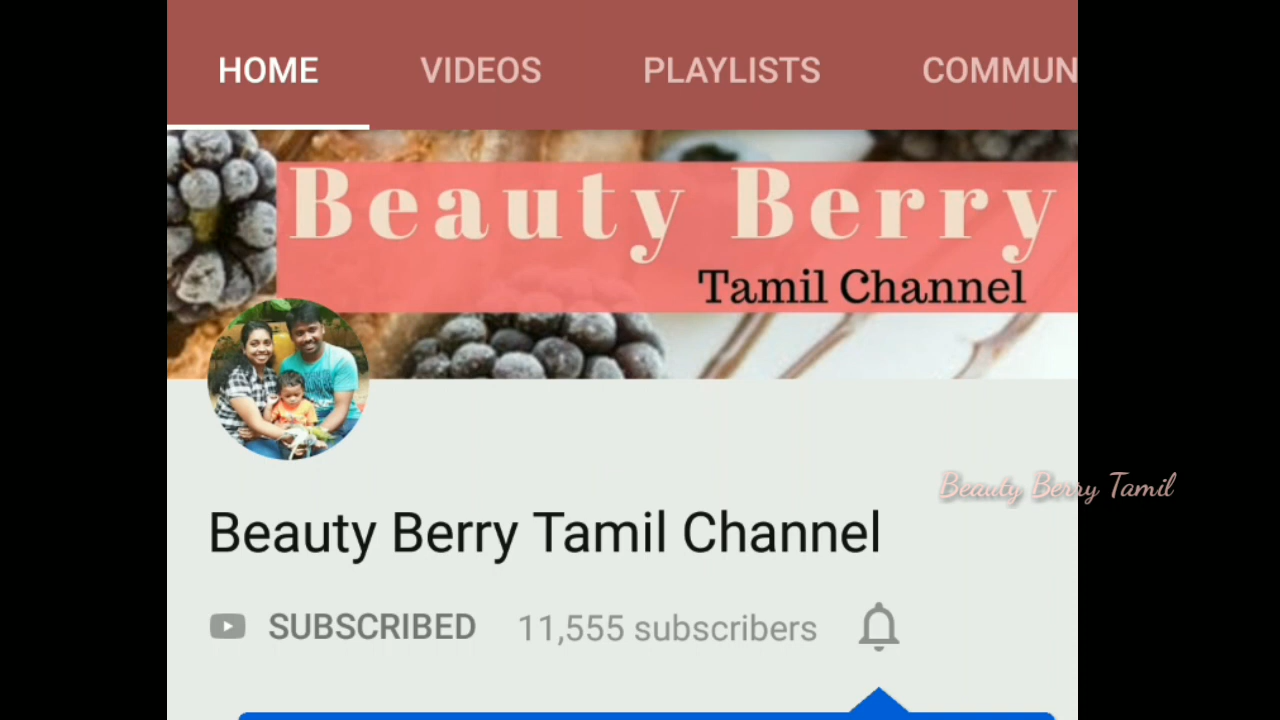 HOME VIDEOS PLAYLISTS COMMUN
Beauty Berry
Tamil Channel
Beauty Berry Tamil
Beauty Berry Tamil Channel
SUBSCRIBED 11,555 subscribers